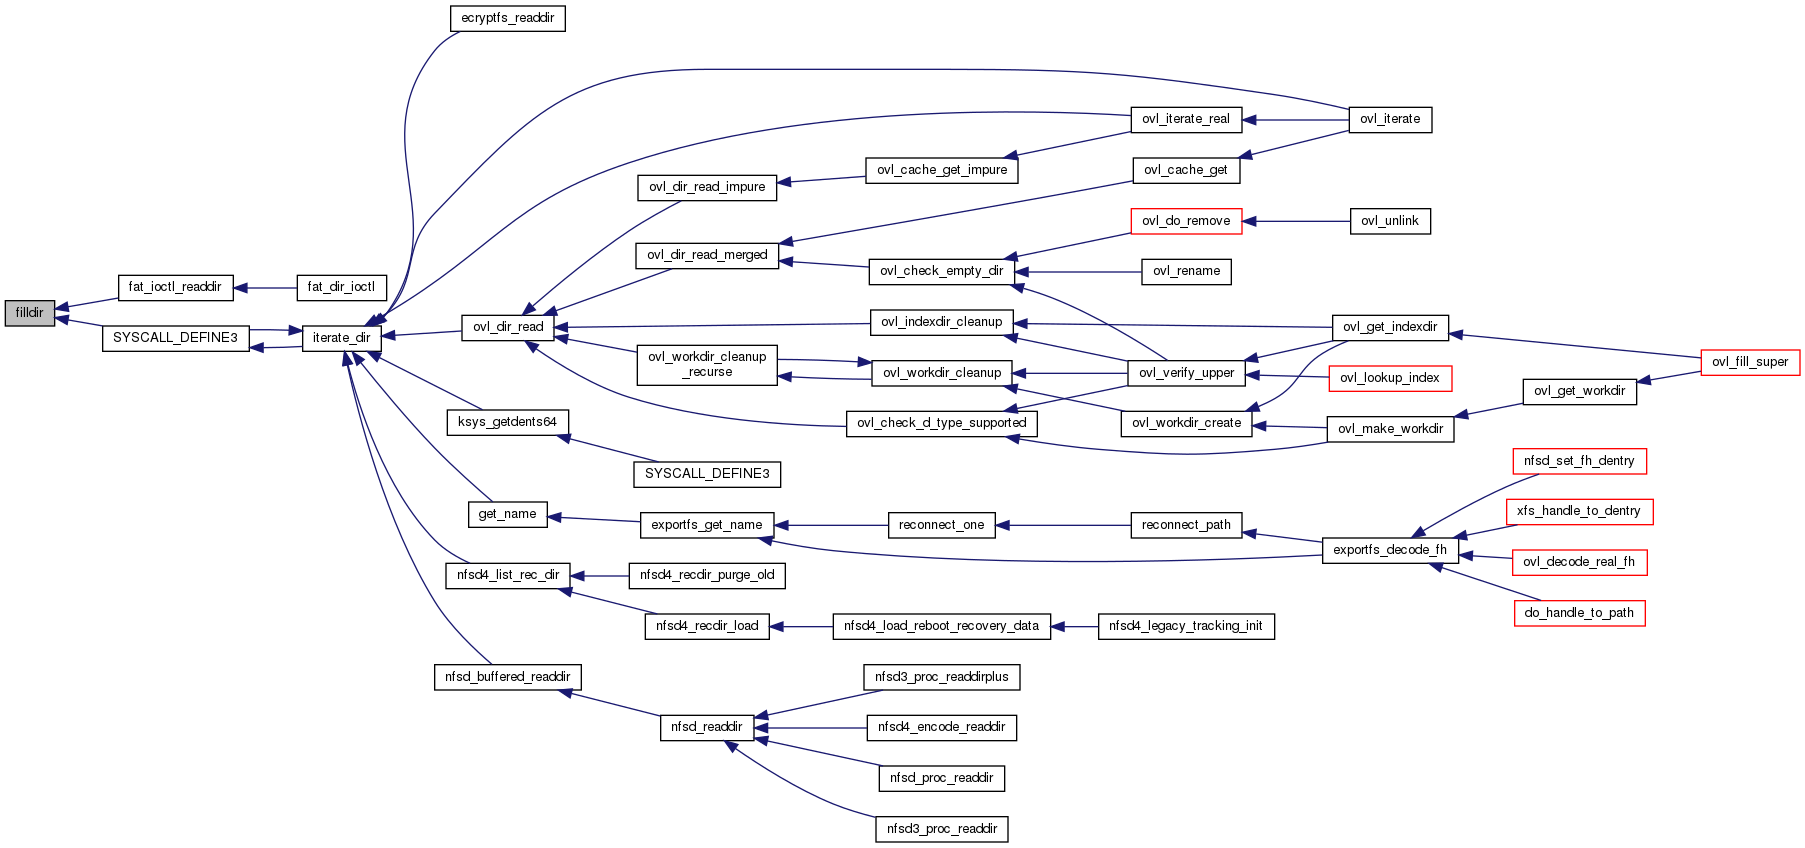 ecryptfs_readdir
ovl_iterate_real
ovl_iterate
ovl_cache_get_impure
ovl_cache_get
ovl_dir_read_impure
ovl_do_remove
ovl_unlink
ovl_dir_read_merged
ovl_check_empty_dir
ovl_rename
fat_ioctl_readdir
fat_dir_ioctl
filldir
SYSCALL_DEFINE3
iterate_dir
ovl_dir_read
ovl_indexdir_cleanup
ovl_get_indexdir
ovl_workdir_cleanup
_recurse
ovl_workdir_cleanup
ovl_verify_upper
ovl_lookup_index
ovl_fill_super
ovl_get_workdir
ksys_getdents64
ovl_check_d_type_supported
ovl_workdir_create
ovl_make_workdir
SYSCALL_DEFINE3
nfsd_set_fh_dentry
get_name
exportfs_get_name
reconnect_one
reconnect_path
xfs_handle_to_dentry
exportfs_decode_fh
ovl_decode_real_fh
nfsd4_list_rec_dir
nfsd4_recdir_purge_old
do_handle_to_path
nfsd4_recdir_load
nfsd4_load_reboot_recovery_data
nfsd4_legacy_tracking_init
nfsd_buffered_readdir
nfsd3_proc_readdirplus
nfsd_readdir
nfsd4_encode_readdir
nfsd_proc_readdir
nfsd3_proc_readdir